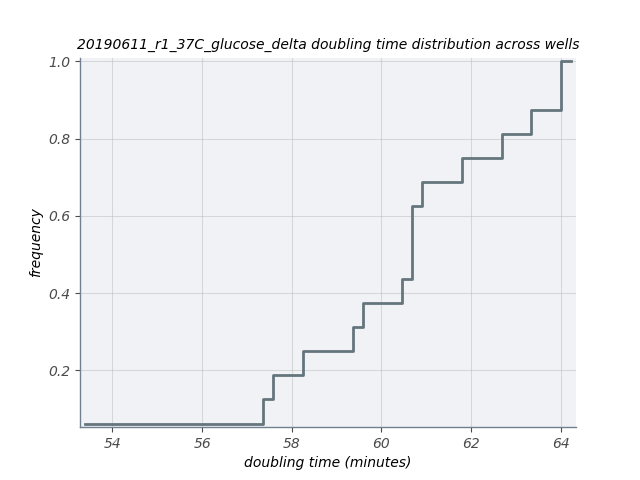 20190611_r1_37C_glucose_delta doubling time distribution across wells
1.0
0.8
0.6
0.4
0.2
frequency
54 56 58 60 62 64
doubling time (minutes)